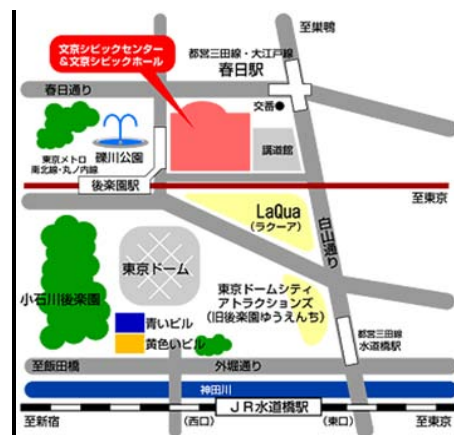 至巣鴨
文京シビックセンター
&文京シビックホール
都営三田線・大江戸線
春日駅
春日通り
交番
東京メトロ
南北線・丸ノ内線
礫川公園
講道館
後楽園駅
至東京
LaQua
(ラクーア)
白山通り
東京ドーム
小石川後楽園
東京ドームシティ
アトラクションズ
(旧後楽園ゆうえんち)
青いビル
黄色いビル
都営三田線
水道橋駅
至飯田橋
外堀通り
神田川
至新宿
(西口)
JR水道橋駅
(東口)
至東京